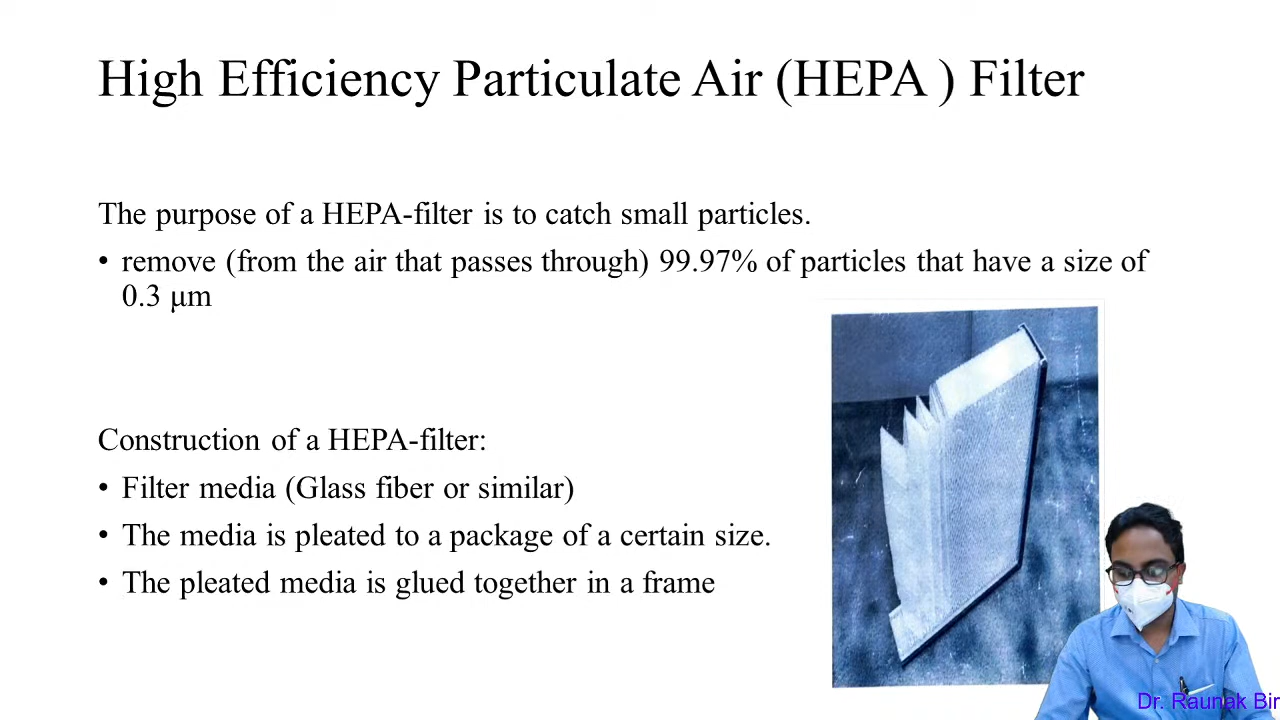 High Efficiency Particulate Air (HEPA ) Filter
The purpose of a HEPA-filter is to catch small particles.
• remove (from the air that passes through) 99.97% of particles that have a size of
0.3 μm
Construction of a HEPA-filter:
• Filter media (Glass fiber or similar)
• The media is pleated to a package of a certain size.
• The pleated media is glued together in a frame
Dr. Raunak Bir